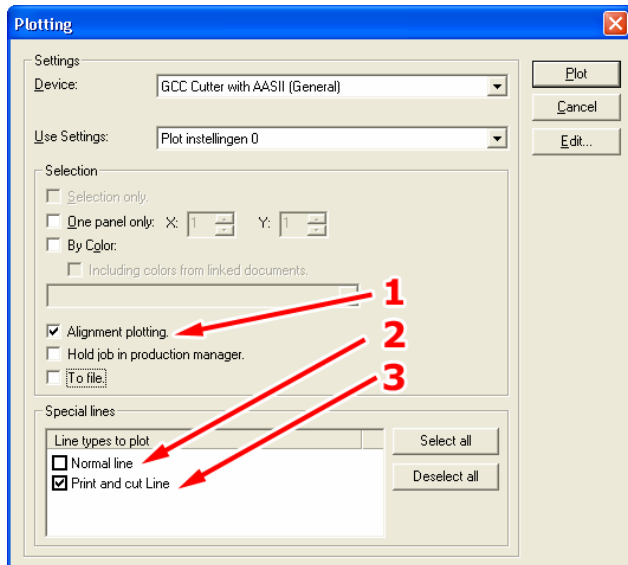 Plotting
Settings
Device: GCC Cutter with AASII (General)
Plot
Cancel
Use Settings: Plot instellingen 0
Edit...
Selection
Selection only.
One panel only: X: 1 Y: 1
By Color:
Including colors from linked documents.
1
Alignment plotting.
2
Hold job in production manager.
3
To file.
Special lines
Line types to plot
Select all
Normal line
Print and cut Line
Deselect all